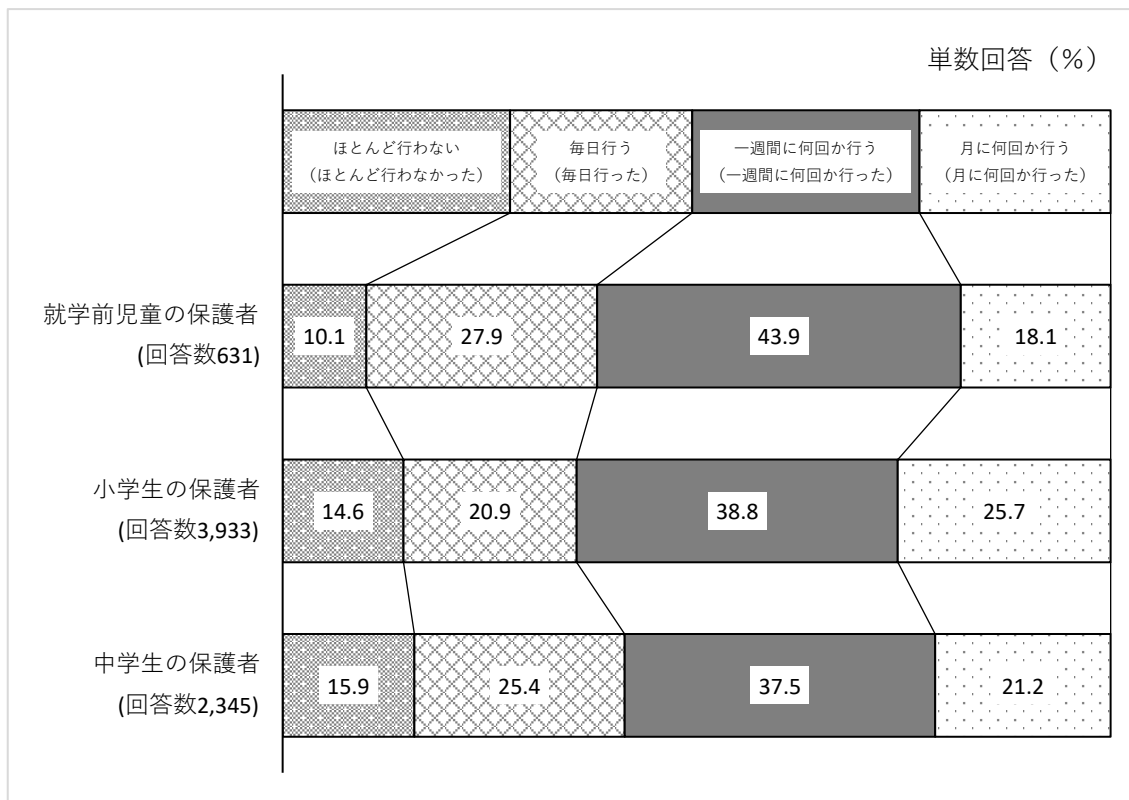 単数回答（%）
ほとんど行わない
（ほとんど行わなかった）
毎日行う
（毎日行った）
一週間に何回か行う
（一週間に何回か行った）
月に何回か行う
（月に何回か行った）
就学前児童の保護者
(回答数631)
10.1
27.9
43.9
18.1
小学生の保護者
(回答数3,933)
14.6
20.9
38.8
25.7
中学生の保護者
(回答数2,345)
15.9
25.4
37.5
21.2